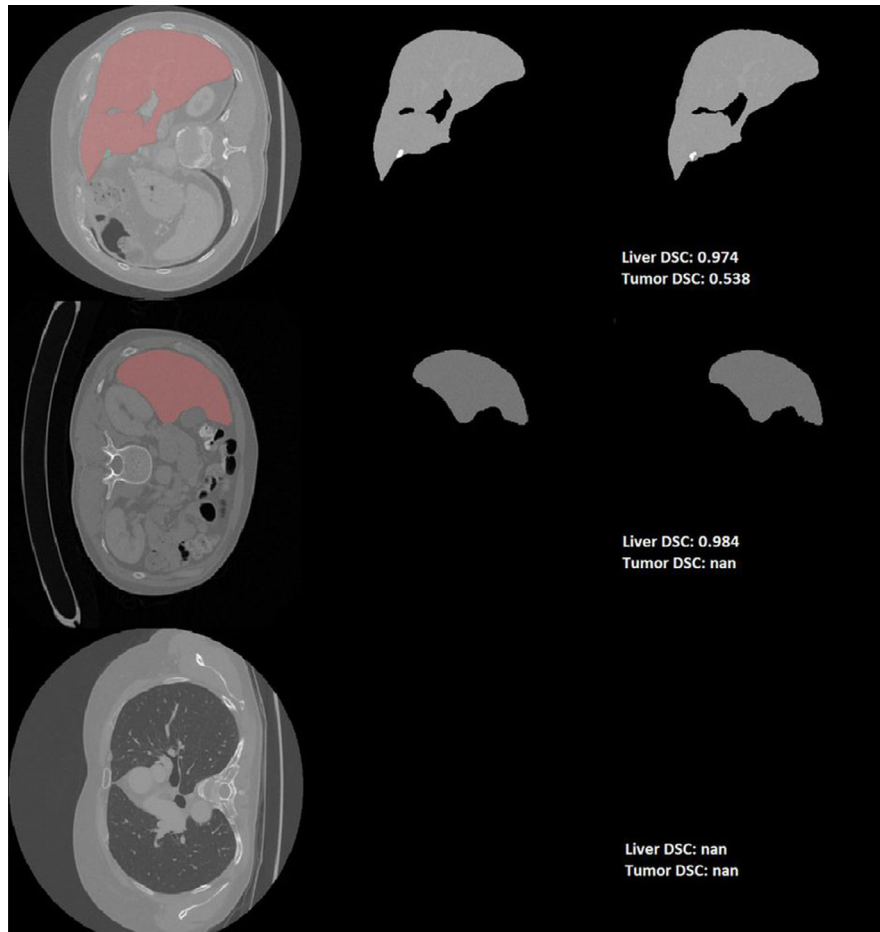 Liver DSC: 0.974
Tumor DSC: 0.538
Liver DSC: 0.984
Tumor DSC: nan
Liver DSC: nan
Tumor DSC: nan